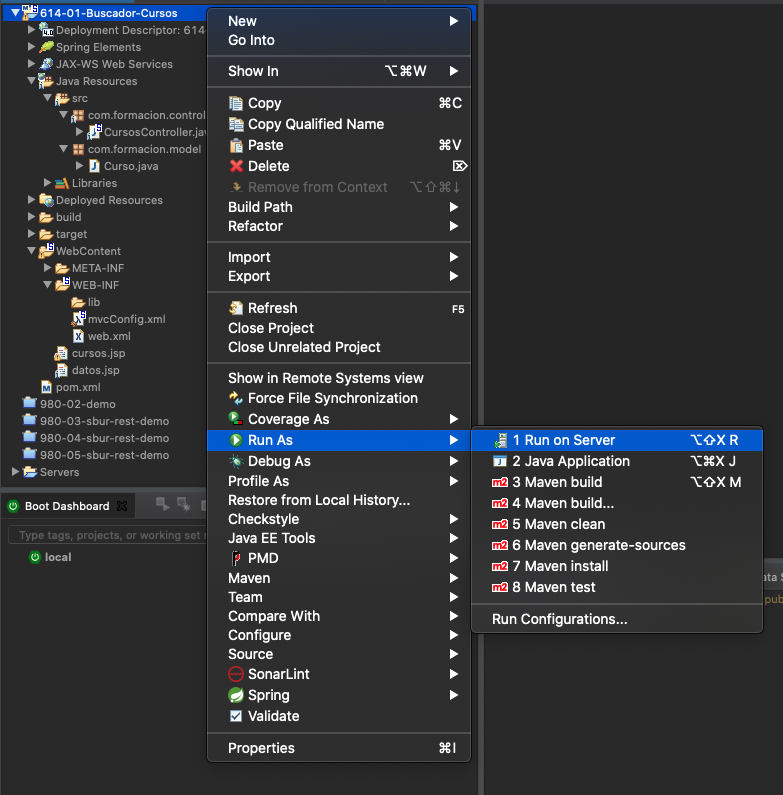 614-01-Buscador-Cursos
Deployment Descriptor: 614
Spring Elements
JAX-WS Web Services
Java Resources
src
com.formacion.control
CursosController.jav
com.formacion.model
Curso.java
Libraries
Deployed Resources
build
target
WebContent
META-INF
WEB-INF
lib
mvcConfig.xml
web.xml
cursos.jsp
datos.jsp
pom.xml
980-02-demo
980-03-sbur-rest-demo
980-04-sbur-rest-demo
980-05-sbur-rest-demo
Servers
Boot Dashboard
Type tags, projects, or working set
local
New
Go Into
Show In ⌥⌘W
Copy ⌘C
Copy Qualified Name
Paste ⌘V
Delete ⌦
Remove from Context ⌥⇧⌘↓
Build Path
Refactor
Import
Export
Refresh F5
Close Project
Close Unrelated Project
Show in Remote Systems view
Force File Synchronization
Coverage As
Run As
Debug As
Profile As
Restore from Local History...
Checkstyle
Java EE Tools
PMD
Maven
Team
Compare With
Configure
Source
SonarLint
Spring
Validate
Properties ⌘I
1 Run on Server ⌥⇧X R
2 Java Application ⌥⌘X J
3 Maven build ⌥⇧X M
4 Maven build...
5 Maven clean
6 Maven generate-sources
7 Maven install
8 Maven test
Run Configurations...
ata S
pub